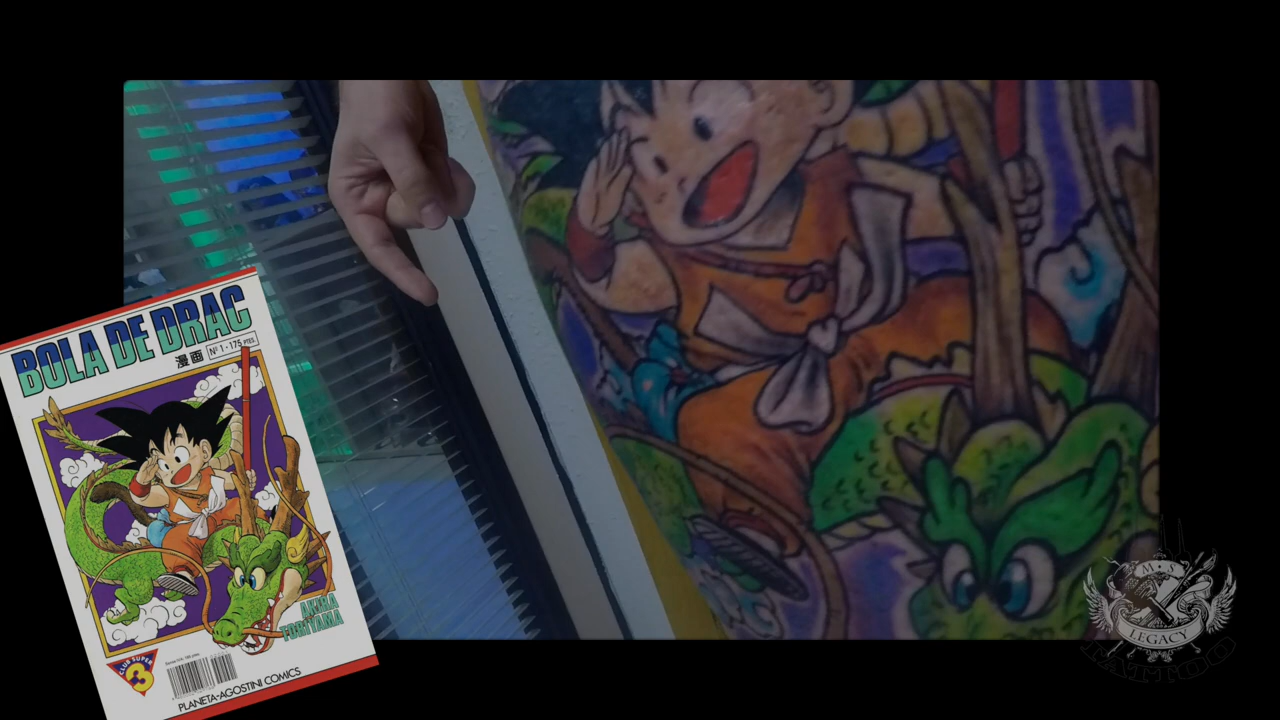 BOLA DE DRAC
漫画 Nº 1 - 175 PTES.
AKIRA
TORIYAMA
CLUB SUPER
3
PLANETA-AGOSTINI COMICS
M S
LEGACY
TATTOO